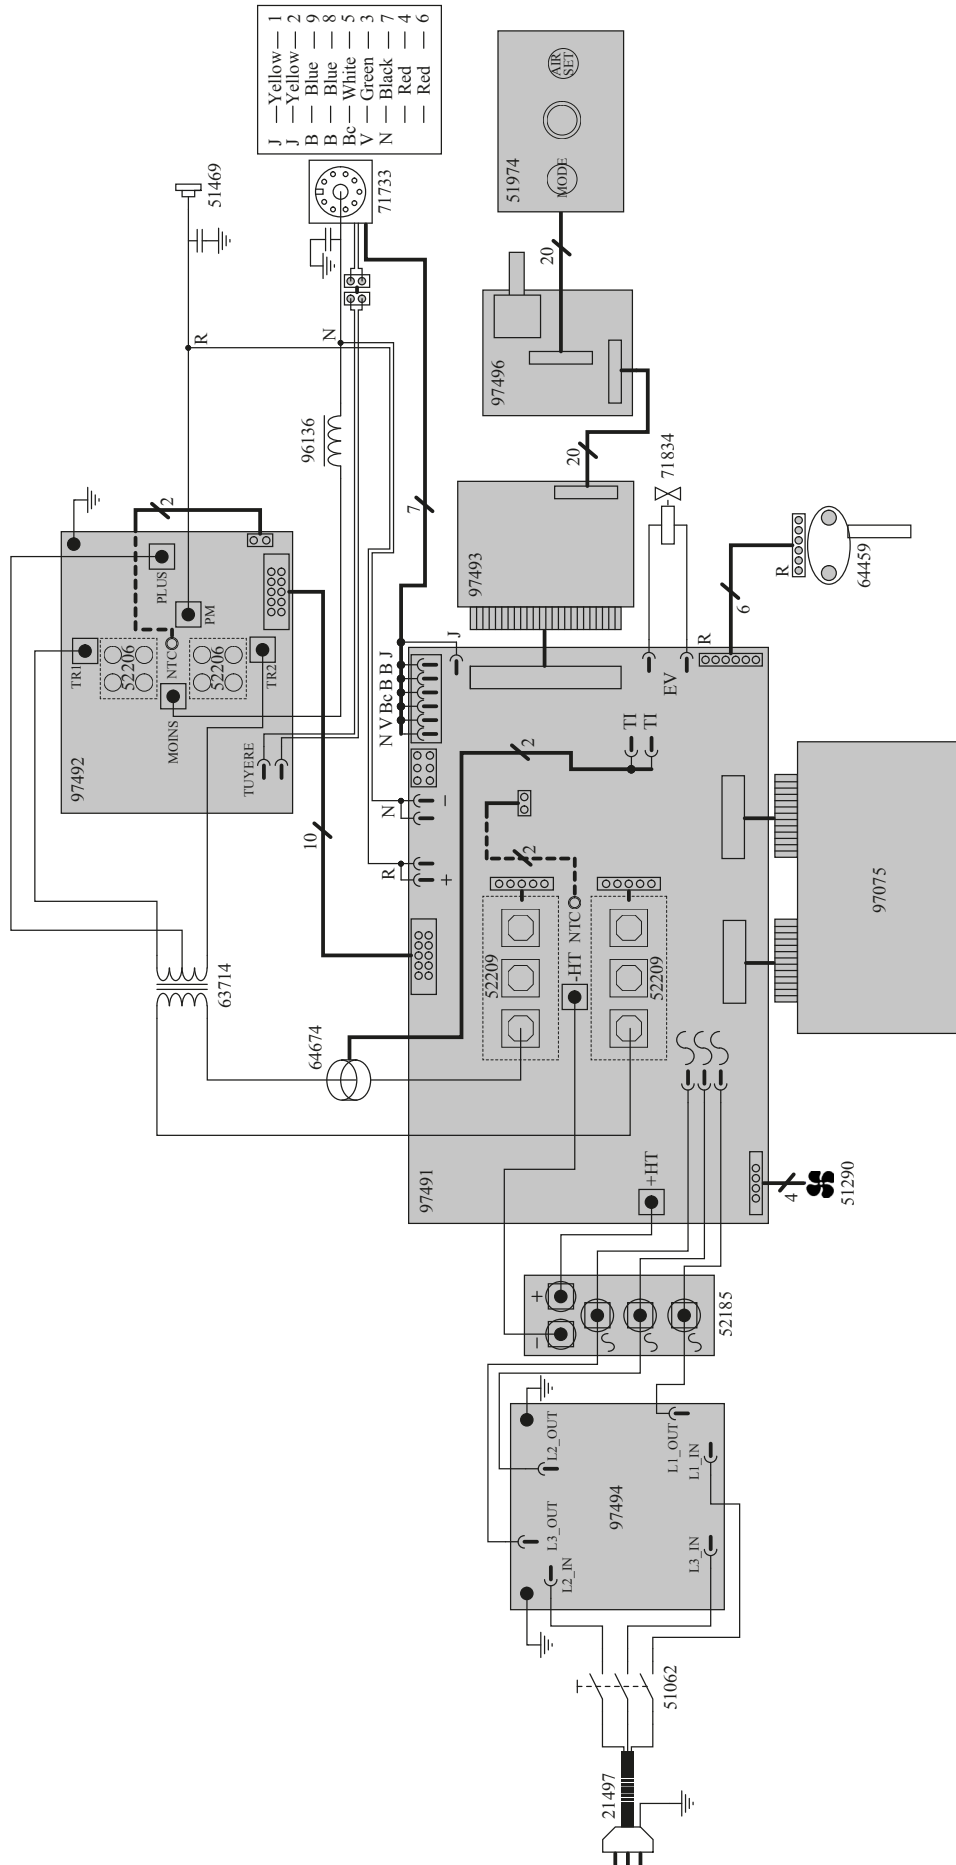 J — Yellow — 1
J — Yellow — 2
B — Blue — 9
B — Blue — 8
Bc — White — 5
V — Green — 3
N — Black — 7
— Red — 4
— Red — 6
71733
51469
R
N
96136
7
2
97492
TR1
52206
NTC
PLUS
PM
MOINS
52206
TR2
TUYERE
10
63714
64674
51974
MODE
AIR
SET
20
97496
20
97493
71834
R
64459
6
R
EV
J
N V Bc B B J
N
–
R
+
2
TI
TI
2
52209
NTC
-HT
52209
97491
+HT
97075
4
51290
52185
+
–
97494
L2_OUT
L3_OUT
L2_IN
L1_OUT
L1_IN
L3_IN
51062
21497